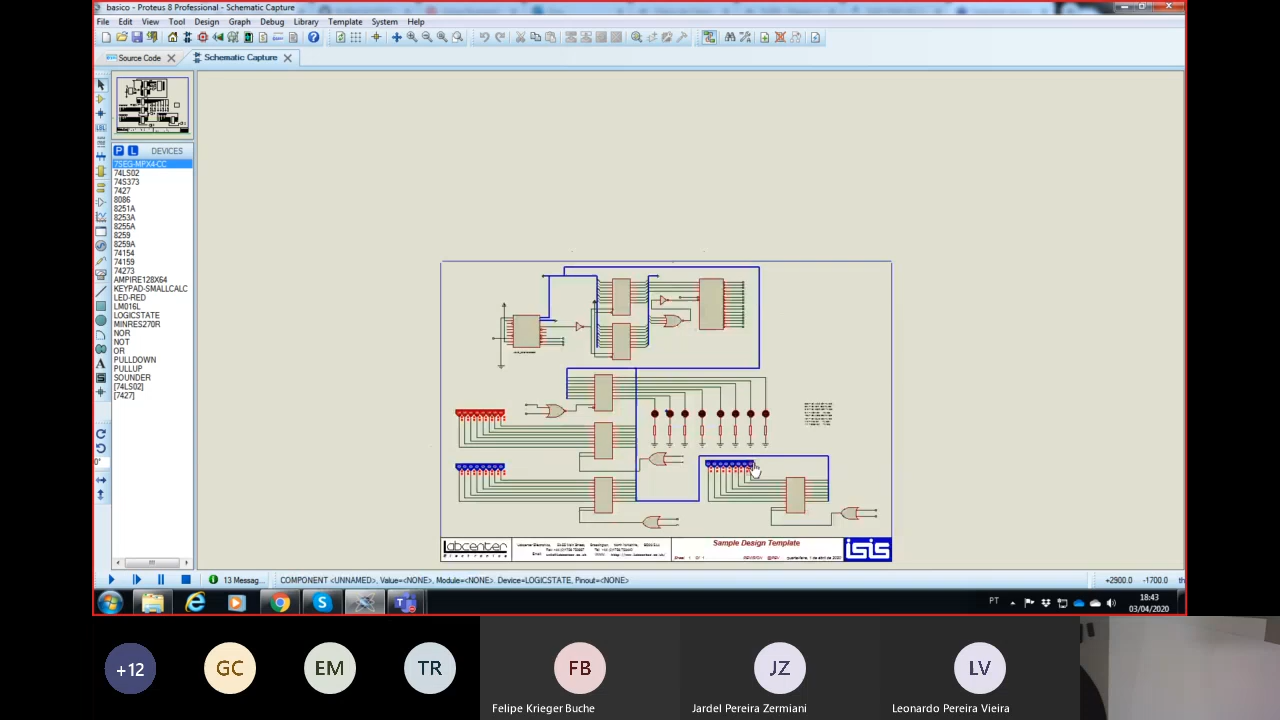 basico - Proteus 8 Professional - Schematic Capture
File Edit View Tool Design Graph Debug Library Template System Help
Source Code
Schematic Capture
P L DEVICES
7SEG-MPX4-CC
74LS02
74S373
7427
8086
8251A
8253A
8255A
8259
8259A
74154
74159
74273
AMPIRE128X64
KEYPAD-SMALLCALC
LED-RED
LM016L
LOGICSTATE
MINRES270R
NOR
NOT
OR
PULLDOWN
PULLUP
SOUNDER
[74LS02]
[7427]
LBL
A
0°
Labcenter
Electronics
Sample Design Template
ISIS
13 Messag...
COMPONENT <UNNAMED>, Value=<NONE>, Module=<NONE>. Device=LOGICSTATE, Pinout=<NONE>
+2900.0 -1700.0 th
PT
18:43
03/04/2020
+12
GC
EM
TR
FB
Felipe Krieger Buche
JZ
Jardel Pereira Zermiani
LV
Leonardo Pereira Vieira